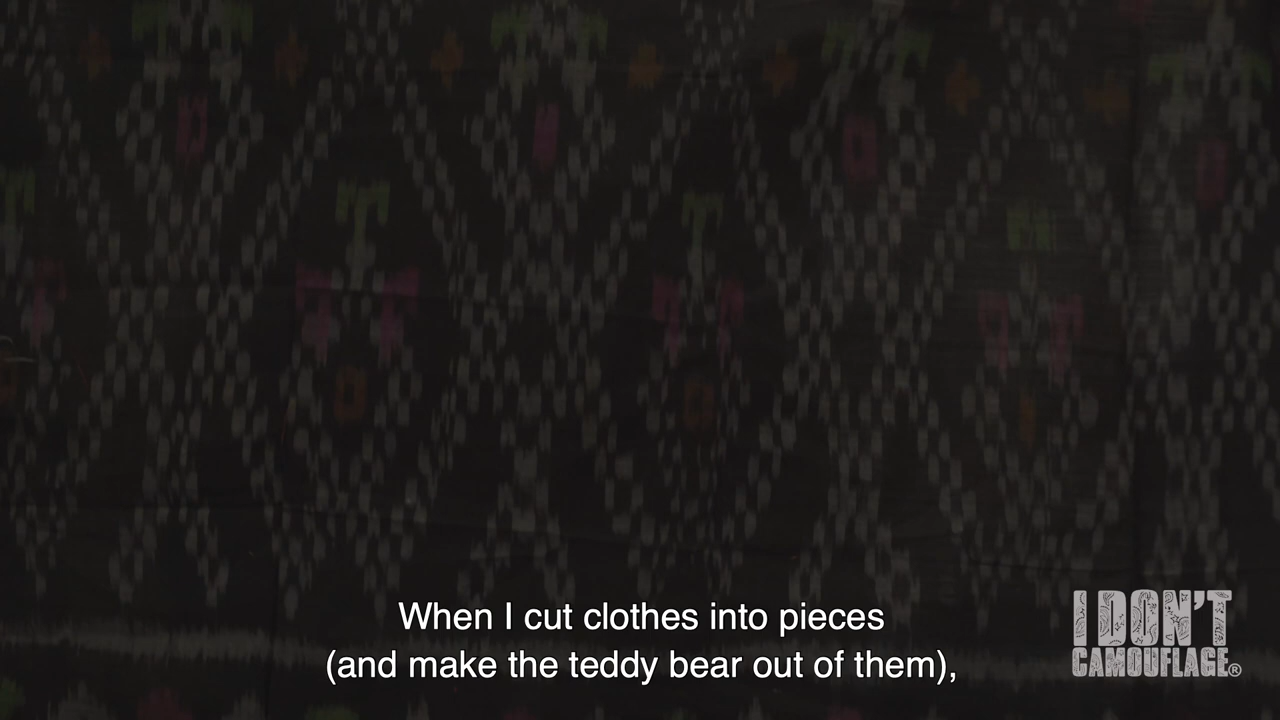 When I cut clothes into pieces
(and make the teddy bear out of them),
I DON'T
CAMOUFLAGE®